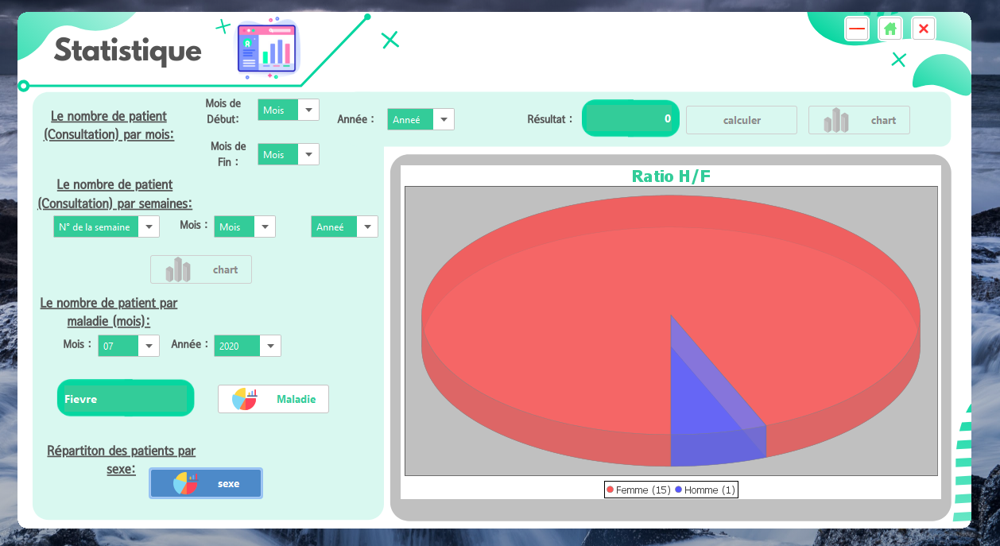 Statistique
Le nombre de patient
(Consultation) par mois:
Mois de
Début:
Mois
Année :
Anneé
Résultat :
0
calculer
chart
Mois de
Fin :
Mois
Le nombre de patient
(Consultation) par semaines:
N° de la semaine
Mois :
Mois
Anneé
chart
Le nombre de patient par
maladie (mois):
Mois :
07
Année :
2020
Fievre
Maladie
Répartiton des patients par
sexe:
sexe
Ratio H/F
Femme (15) Homme (1)